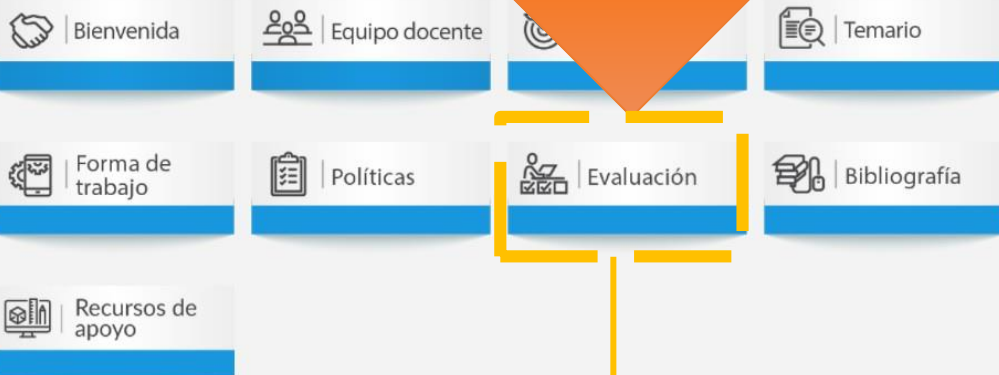 Bienvenida
Equipo docente
Temario
Forma de
trabajo
Políticas
Evaluación
Bibliografía
Recursos de
apoyo